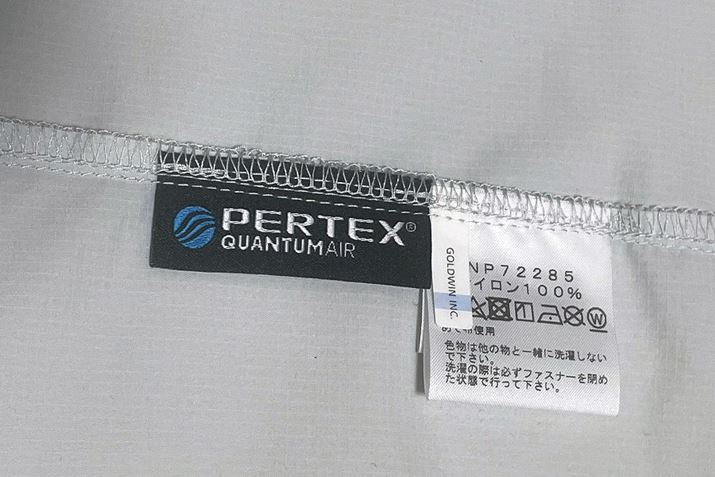 PERTEX®
QUANTUMAIR
GOLDWIN INC.
NP72285
イロン100%
使用
色物は他の物と一緒に洗濯しない
で下さい。
洗濯の際は必ずファスナーを閉め
た状態で行って下さい。